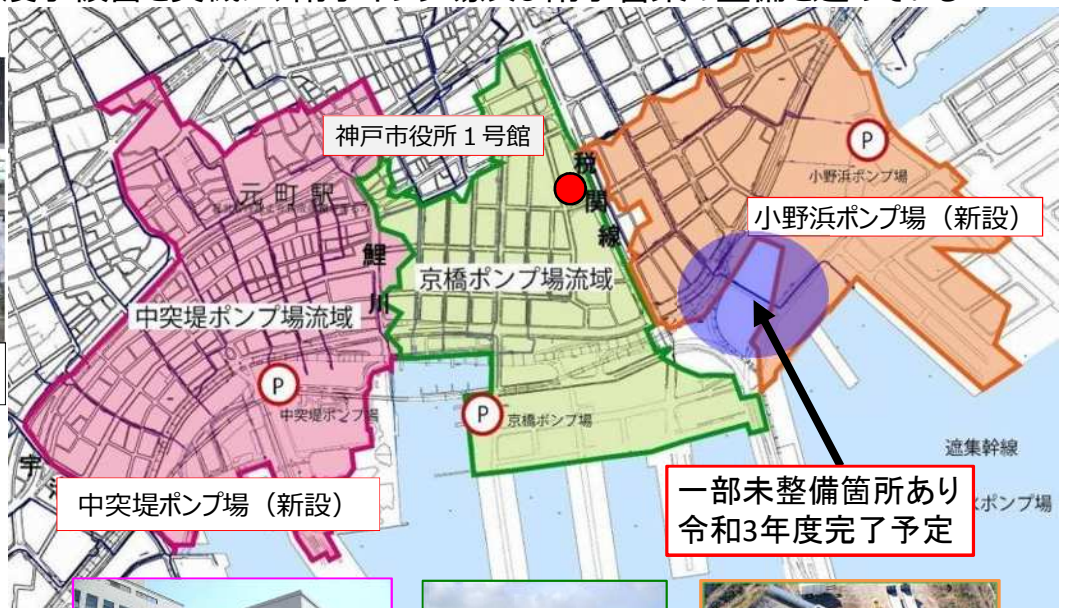 神戸市役所１号館
税
関
線
P
小野浜ポンプ場
小野浜ポンプ場（新設）
元町駅
鯉
川
京橋ポンプ場流域
中突堤ポンプ場流域
P
中突堤ポンプ場
P
京橋ポンプ場
遮集幹線
宇
中突堤ポンプ場（新設）
一部未整備箇所あり
令和3年度完了予定
ポンプ場